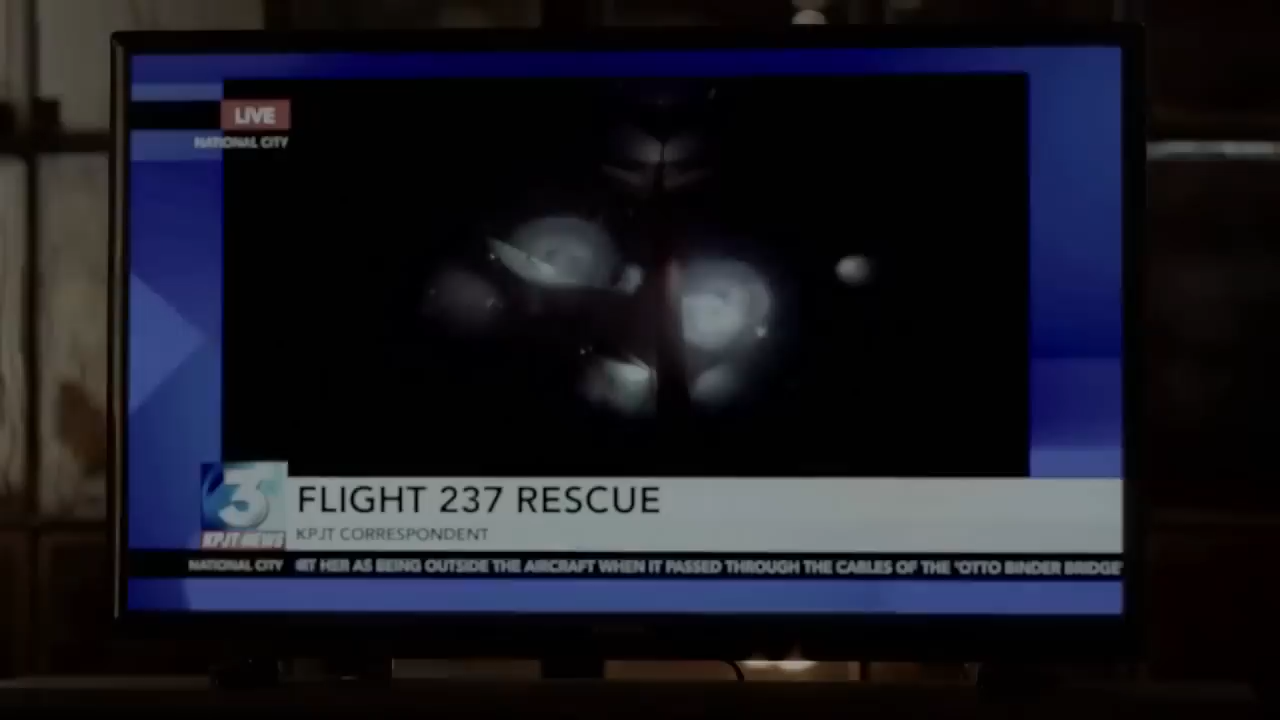 LIVE
NATIONAL CITY
3
FLIGHT 237 RESCUE
KPJT NEWS
KPJT CORRESPONDENT
NATIONAL CITY
HER AS BEING OUTSIDE THE AIRCRAFT WHEN IT PASSED THROUGH THE CABLES OF THE 'OTTO BINDER BRIDGE'